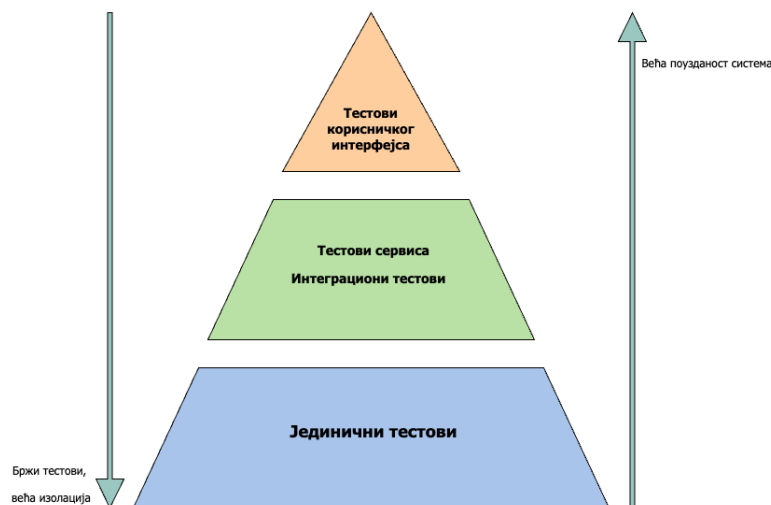 Већа поузданост система
Тестови
корисничког
интерфејса
Тестови сервиса
Интеграциони тестови
Јединични тестови
Бржи тестови,
већа изолација